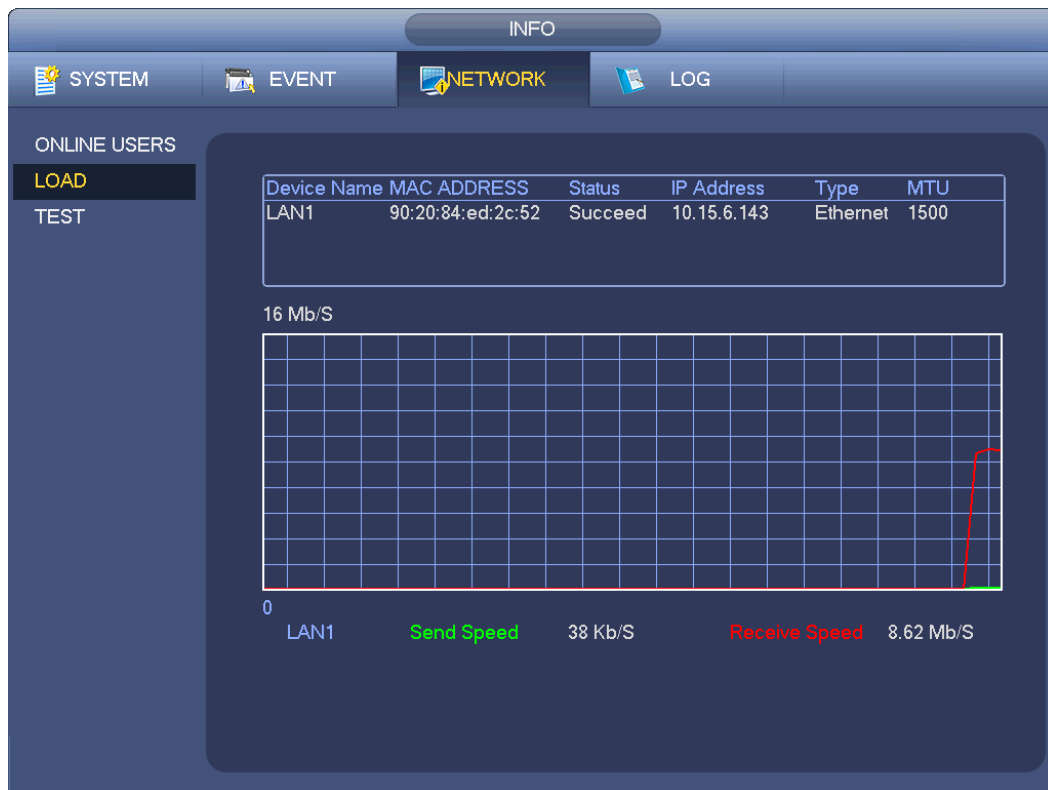 INFO
SYSTEM EVENT NETWORK LOG
ONLINE USERS
LOAD
TEST
Device Name MAC ADDRESS Status IP Address Type MTU
LAN1 90:20:84:ed:2c:52 Succeed 10.15.6.143 Ethernet 1500
16 Mb/S
0
LAN1 Send Speed 38 Kb/S Receive Speed 8.62 Mb/S